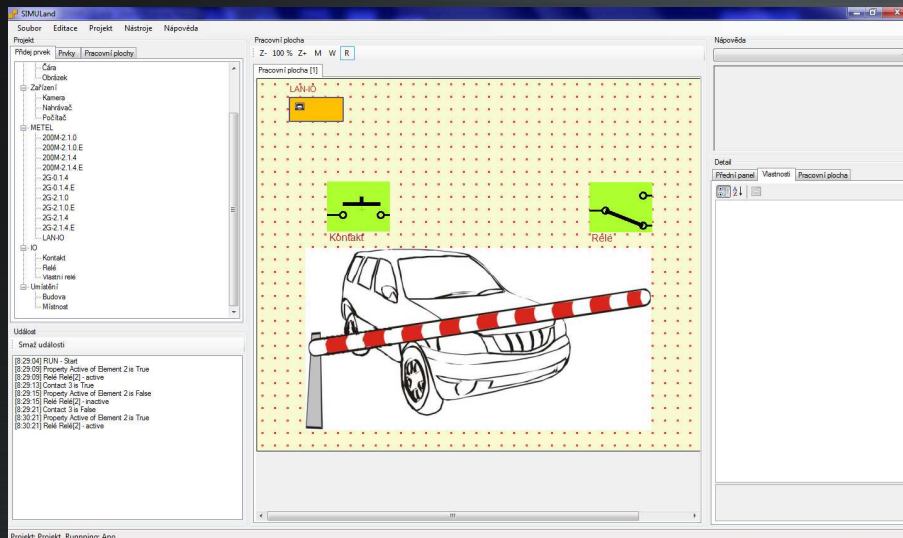 SIMULand
Soubor Editace Projekt Nástroje Nápověda
Projekt
Přidej prvek Prvky Pracovní plochy
Čára
Obrázek
Zařízení
Kamera
Nahrávač
Počítač
METEL
200M-2.1.0
200M-2.1.0.E
200M-2.1.4
200M-2.1.4.E
2G-0.1.4
2G-0.1.4.E
2G-2.1.0
2G-2.1.0.E
2G-2.1.4
2G-2.1.4.E
LAN-IO
IO
Kontakt
Relé
Vlastní relé
Umístění
Budova
Místnost
Událost
Smaž události
[8:29:04] RUN - Start
[8:29:09] Property Active of Element 2 is True
[8:29:09] Relé Relé[2] - active
[8:29:13] Contact 3 is True
[8:29:15] Property Active of Element 2 is False
[8:29:15] Relé Relé[2] - inactive
[8:29:21] Contact 3 is False
[8:30:21] Property Active of Element 2 is True
[8:30:21] Relé Relé[2] - active
Pracovní plocha
Z- 100 % Z+ M W R
Pracovní plocha [1]
LAN-IO
Kontakt
Relé
Nápověda
Detail
Přední panel Vlastnosti Pracovní plocha
Projekt: Projekt, Runnning: Ano